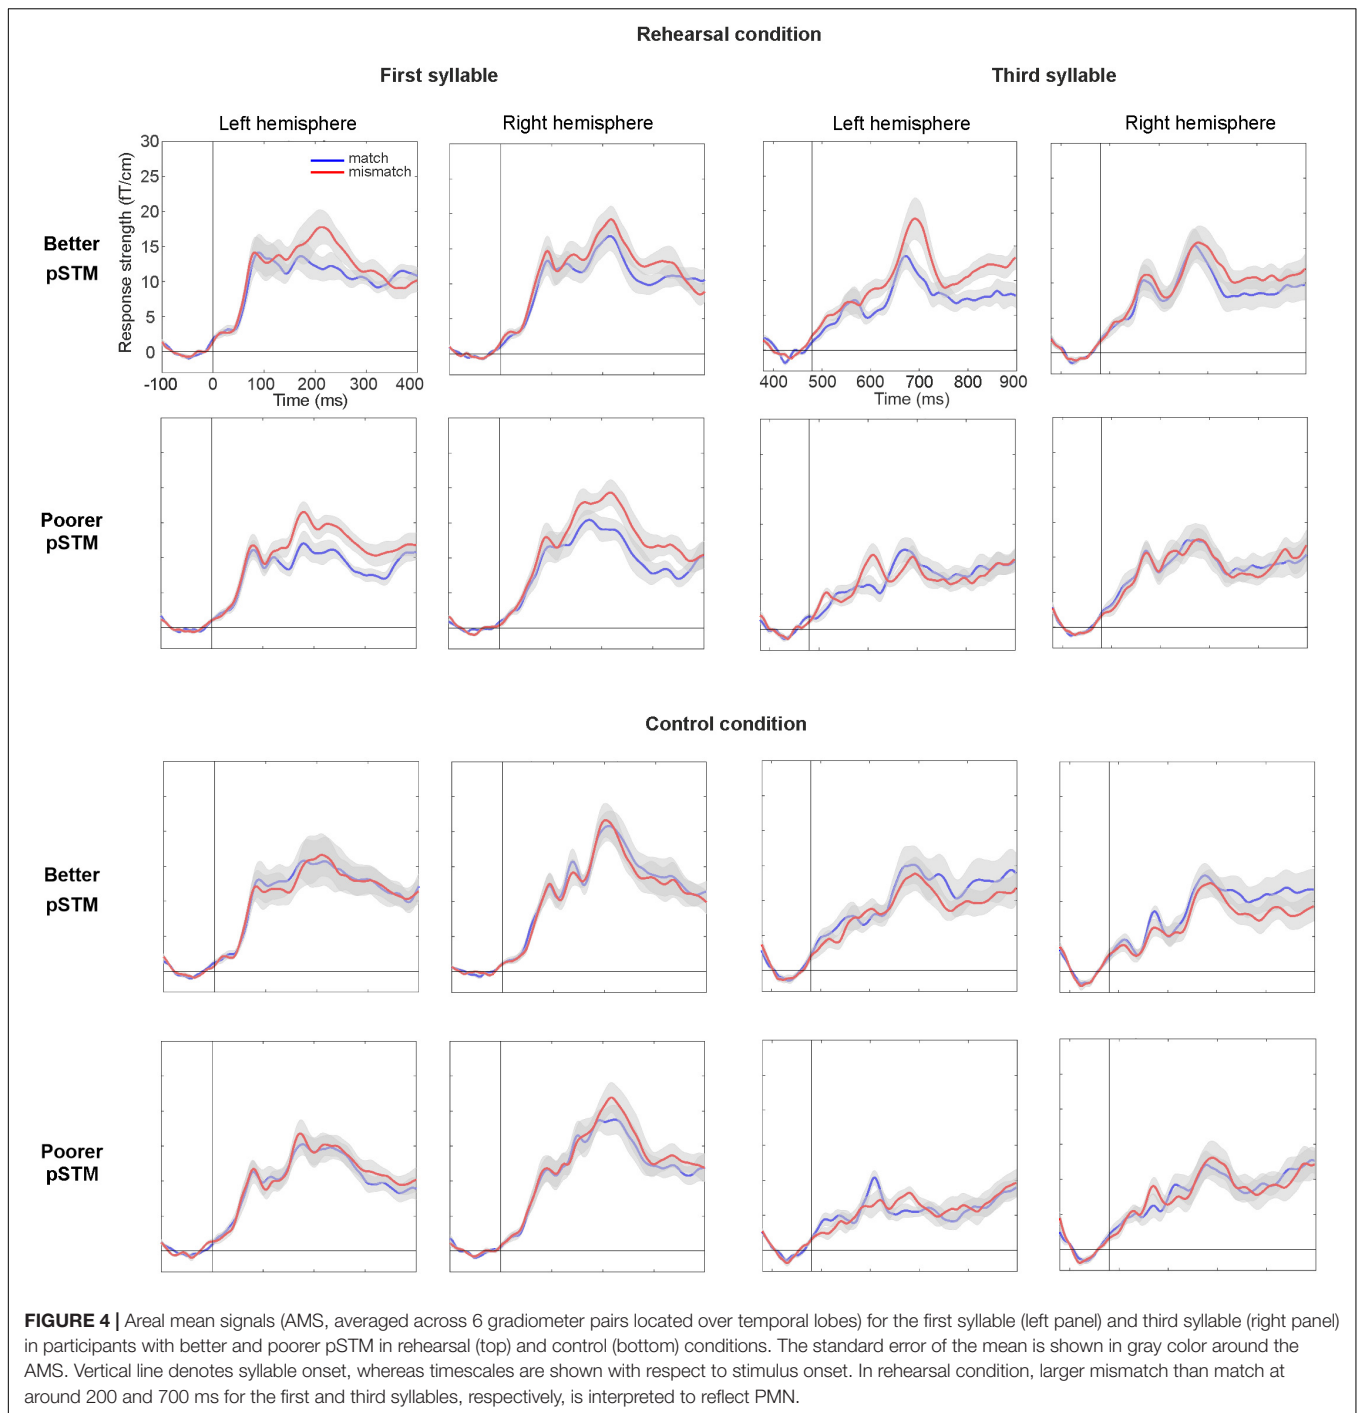 Rehearsal condition
First syllable
Third syllable
Left hemisphere
Right hemisphere
Left hemisphere
Right hemisphere
Better
pSTM
Response strength (fT/cm)
30
25
20
15
10
5
0
match
mismatch
-100
0
100
200
300
400
Time (ms)
400
500
600
700
800
900
Time (ms)
Poorer
pSTM
Control condition
Better
pSTM
Poorer
pSTM
FIGURE 4 | Areal mean signals (AMS, averaged across 6 gradiometer pairs located over temporal lobes) for the first syllable (left panel) and third syllable (right panel)
in participants with better and poorer pSTM in rehearsal (top) and control (bottom) conditions. The standard error of the mean is shown in gray color around the
AMS. Vertical line denotes syllable onset, whereas timescales are shown with respect to stimulus onset. In rehearsal condition, larger mismatch than match at
around 200 and 700 ms for the first and third syllables, respectively, is interpreted to reflect PMN.